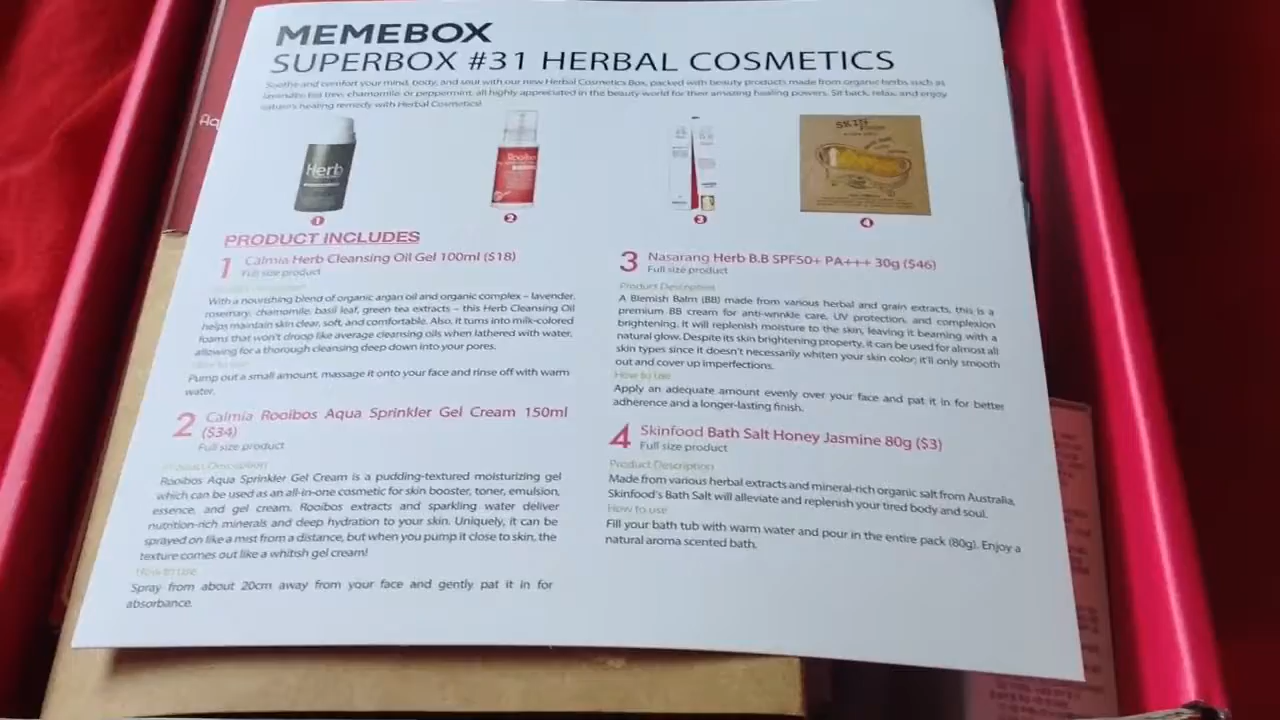 MEMEBOX
SUPERBOX #31 HERBAL COSMETICS
Soothe and comfort your mind, body, and soul with our new Herbal Cosmetics Box, packed with beauty products made from organic herbs such as
lavender, tea tree, chamomile, or peppermint, all highly appreciated in the beauty world for their amazing healing powers. Sit back, relax, and enjoy
nature's healing remedy with Herbal Cosmetics!
Aq
Herb
Rooibos
SKIN
1
2
3
4
PRODUCT INCLUDES
1 Calmia Herb Cleansing Oil Gel 100ml ($18)
Full size product
Product Description
With a nourishing blend of organic argan oil and organic complex – lavender,
rosemary, chamomile, basil leaf, green tea extracts – this Herb Cleansing Oil
helps maintain skin clear, soft, and comfortable. Also, it turns into milk-colored
foams that won't droop like average cleansing oils when lathered with water,
allowing for a thorough cleansing deep down into your pores.
How to use
Pump out a small amount, massage it onto your face and rinse off with warm
water.
2 Calmia Rooibos Aqua Sprinkler Gel Cream 150ml
($34)
Full size product
Product Description
Rooibos Aqua Sprinkler Gel Cream is a pudding-textured moisturizing gel
which can be used as an all-in-one cosmetic for skin booster, toner, emulsion,
essence, and gel cream. Rooibos extracts and sparkling water deliver
nutrition-rich minerals and deep hydration to your skin. Uniquely, it can be
sprayed on like a mist from a distance, but when you pump it close to skin, the
texture comes out like a whitish gel cream!
How to use
Spray from about 20cm away from your face and gently pat it in for
absorbance.
3 Nasarang Herb B.B SPF50+ PA+++ 30g ($46)
Full size product
Product Description
A Blemish Balm (BB) made from various herbal and grain extracts, this is a
premium BB cream for anti-wrinkle care, UV protection, and complexion
brightening. It will replenish moisture to the skin, leaving it beaming with a
natural glow. Despite its skin brightening property, it can be used for almost all
skin types since it doesn't necessarily whiten your skin color; it'll only smooth
out and cover up imperfections.
How to use
Apply an adequate amount evenly over your face and pat it in for better
adherence and a longer-lasting finish.
4 Skinfood Bath Salt Honey Jasmine 80g ($3)
Full size product
Product Description
Made from various herbal extracts and mineral-rich organic salt from Australia,
Skinfood's Bath Salt will alleviate and replenish your tired body and soul.
How to use
Fill your bath tub with warm water and pour in the entire pack (80g). Enjoy a
natural aroma scented bath.